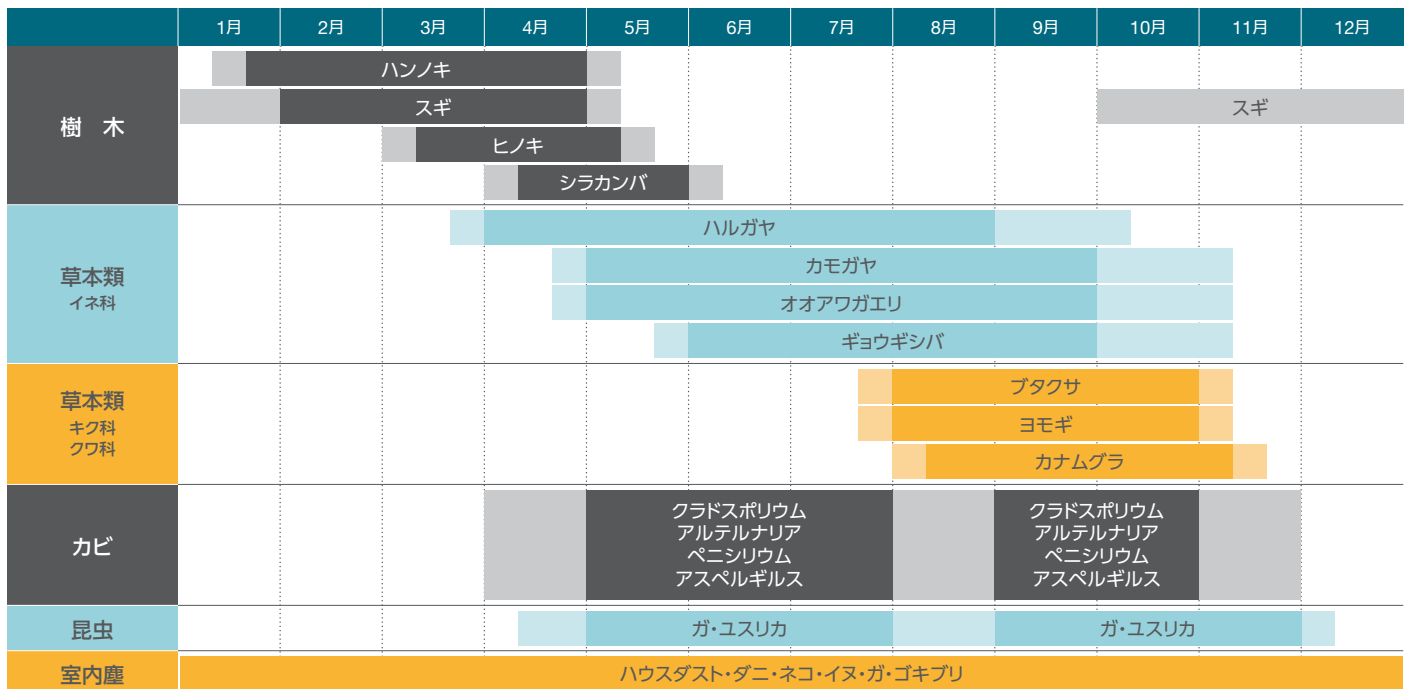 1月 2月 3月 4月 5月 6月 7月 8月 9月 10月 11月 12月
樹 木
ハンノキ
スギ
スギ
ヒノキ
シラカンバ
草本類
イネ科
ハルガヤ
カモガヤ
オオアワガエリ
ギョウギシバ
草本類
キク科
クワ科
ブタクサ
ヨモギ
カナムグラ
カビ
クラドスポリウム
アルテルナリア
ペニシリウム
アスペルギルス
クラドスポリウム
アルテルナリア
ペニシリウム
アスペルギルス
昆虫
ガ・ユスリカ
ガ・ユスリカ
室内塵
ハウスダスト・ダニ・ネコ・イヌ・ガ・ゴキブリ